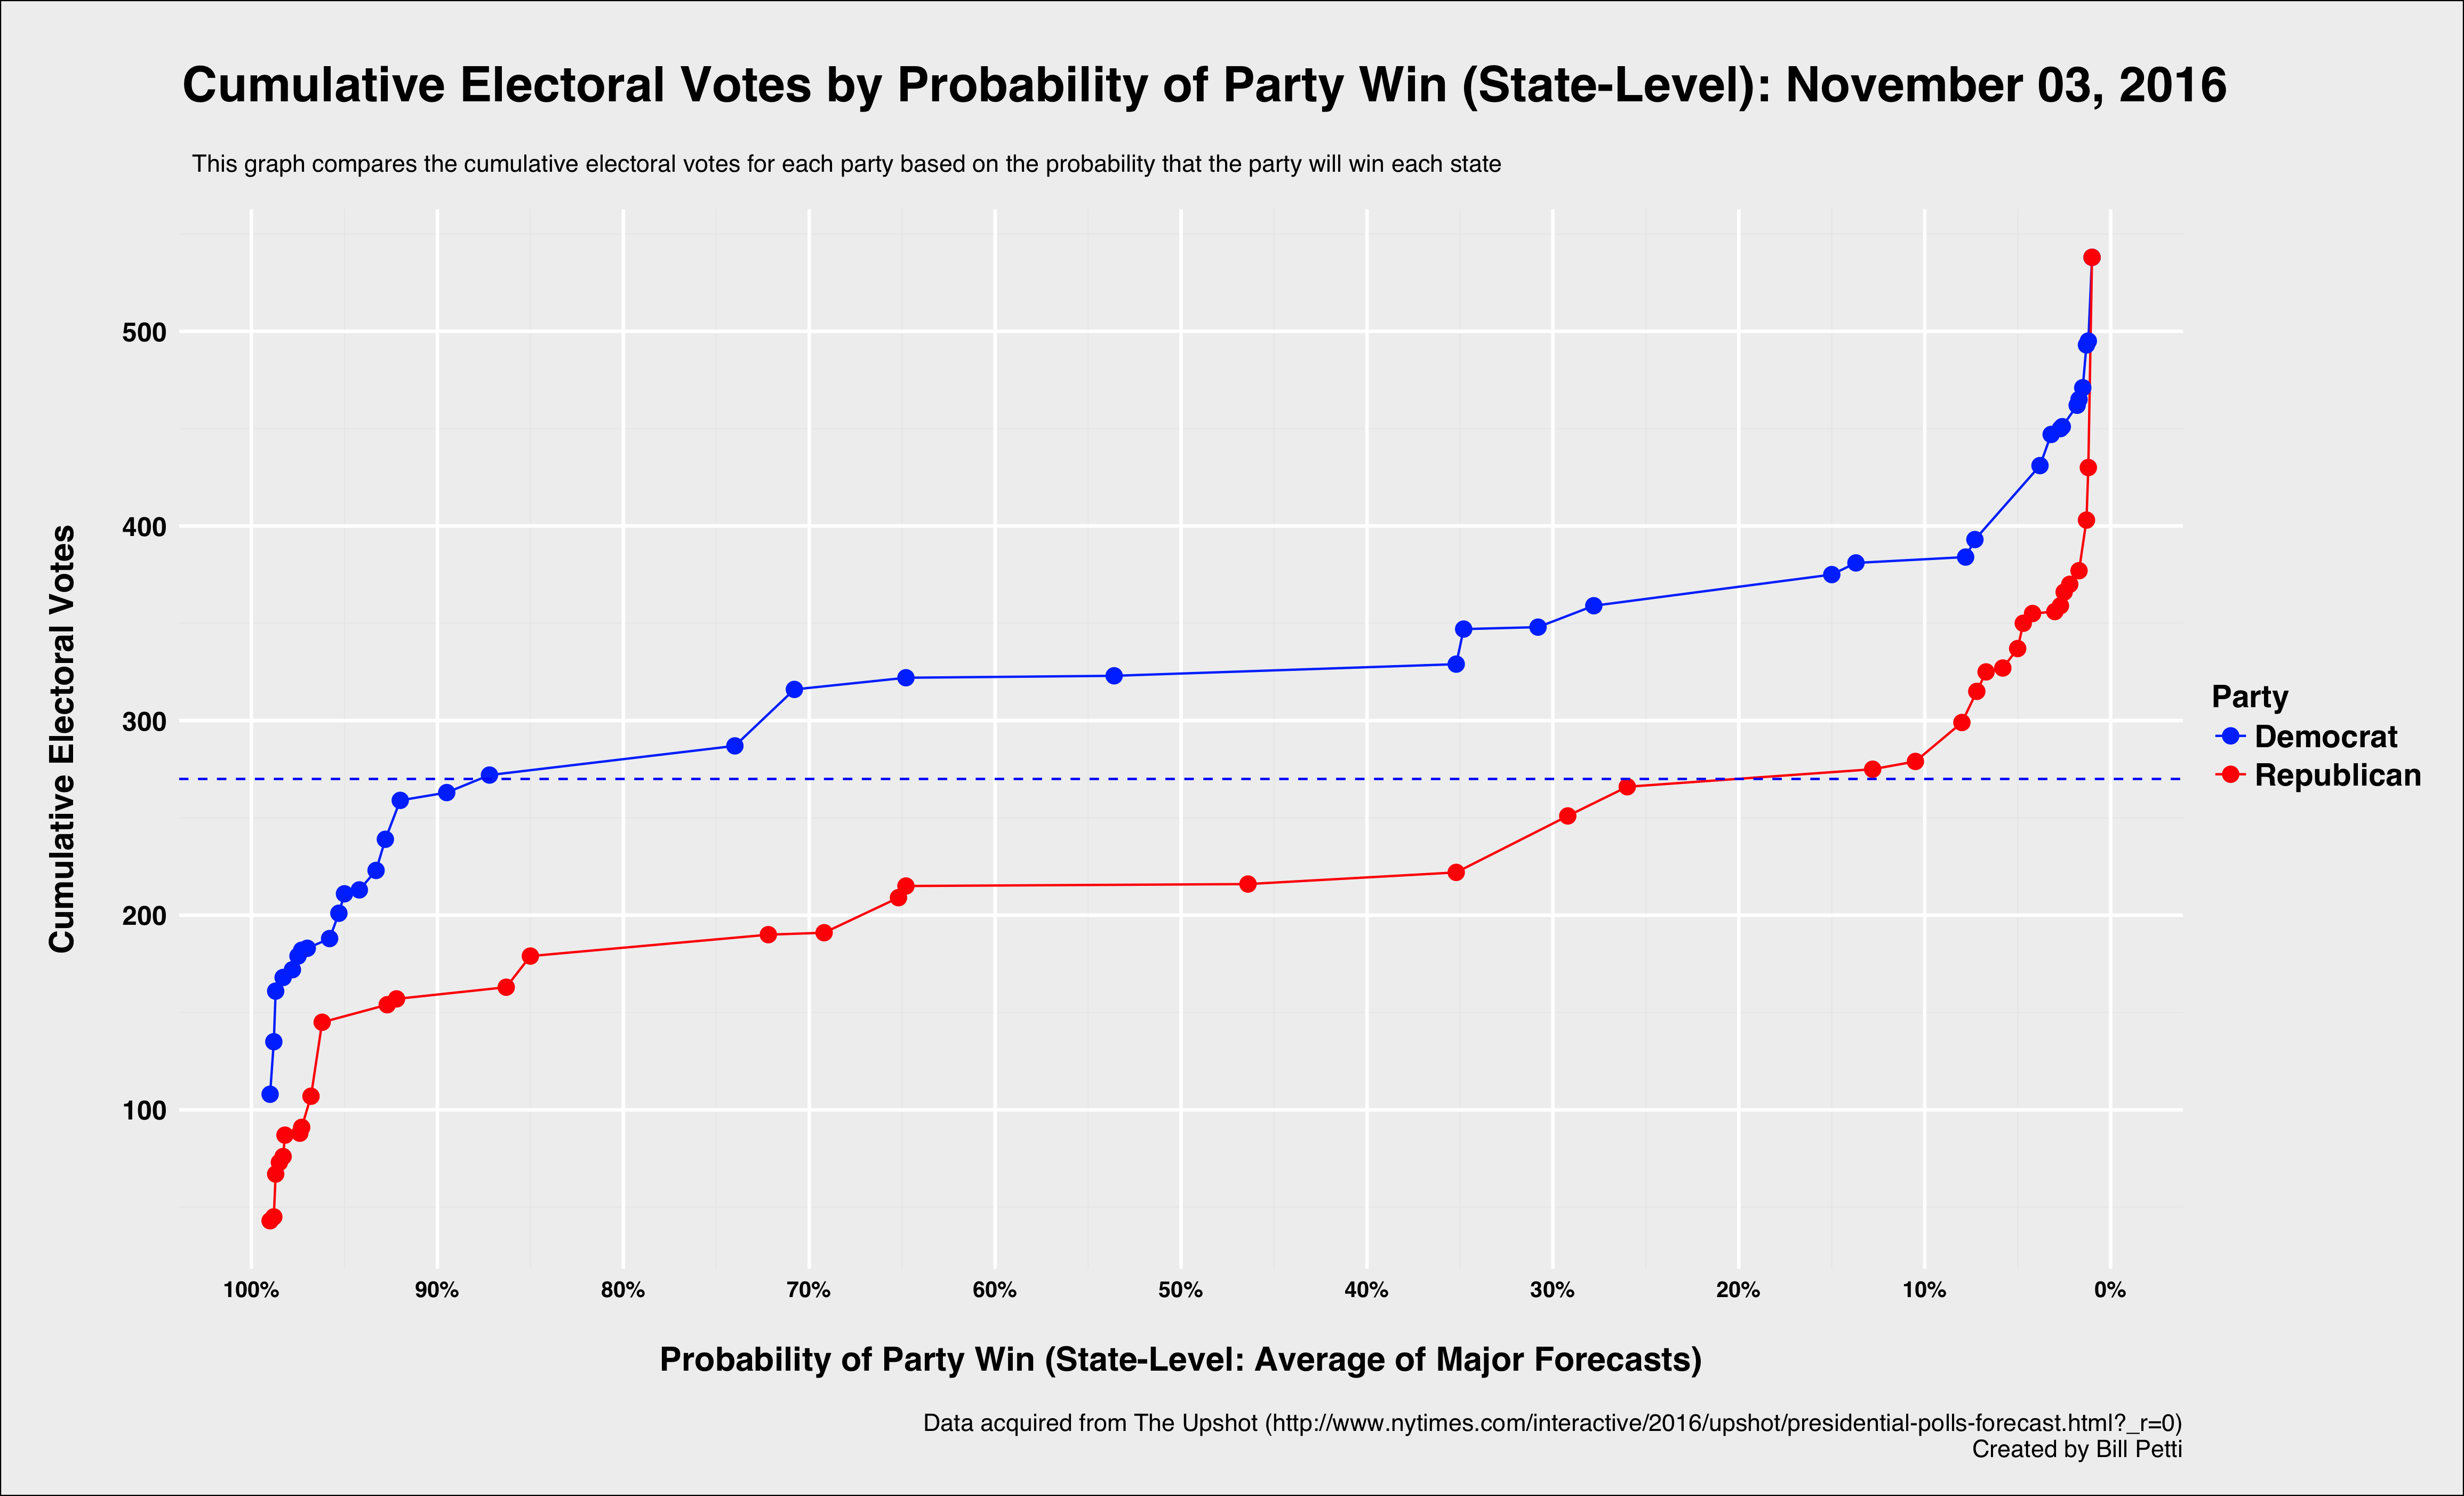 Cumulative Electoral Votes by Probability of Party Win (State-Level): November 03, 2016
This graph compares the cumulative electoral votes for each party based on the probability that the party will win each state
Cumulative Electoral Votes
500
400
300
200
100
Party
Democrat
Republican
100% 90% 80% 70% 60% 50% 40% 30% 20% 10% 0%
Probability of Party Win (State-Level: Average of Major Forecasts)
Data acquired from The Upshot (http://www.nytimes.com/interactive/2016/upshot/presidential-polls-forecast.html?_r=0)
Created by Bill Petti